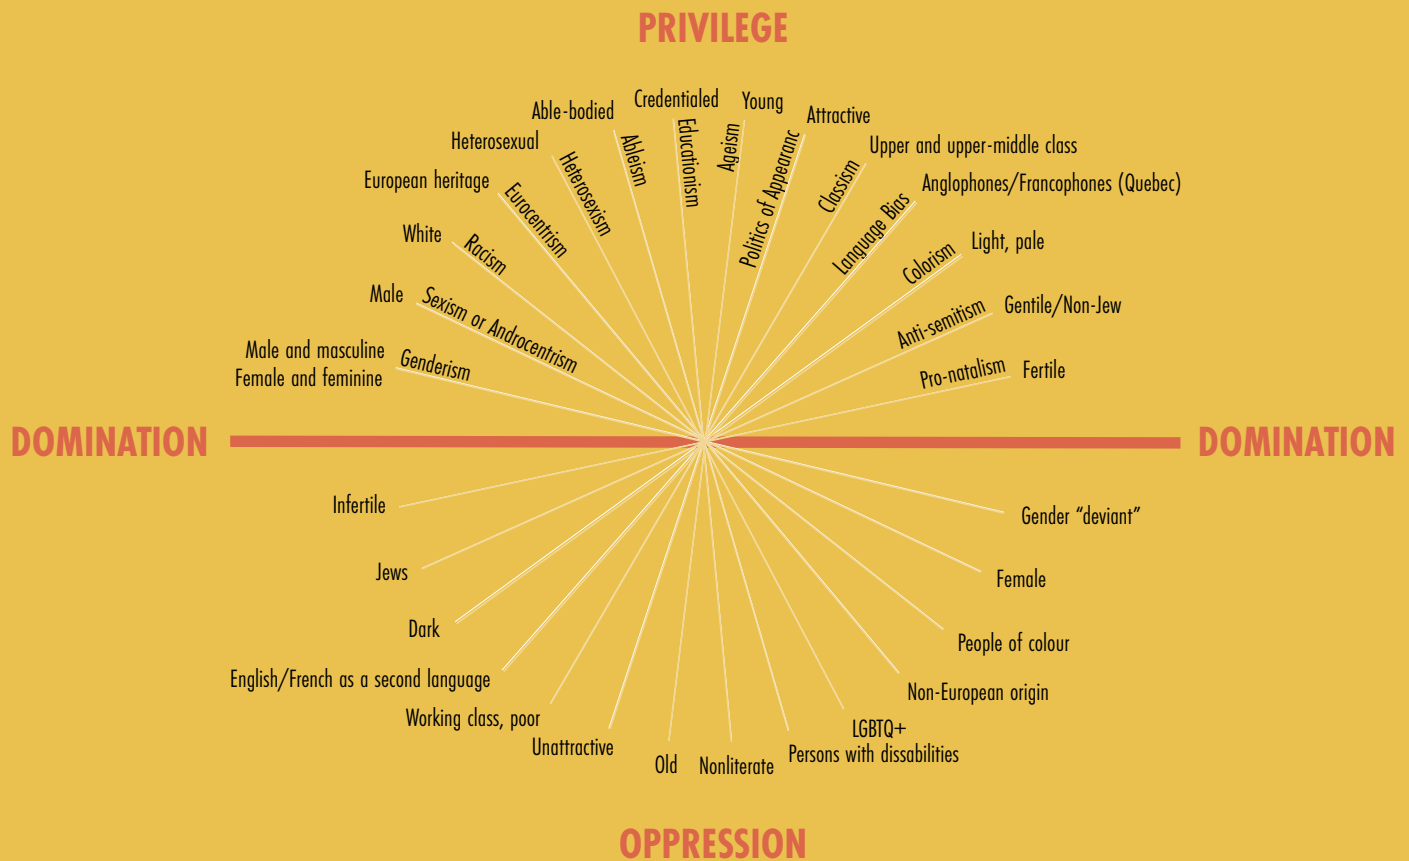 PRIVILEGE
Credentialed
Young
Able-bodied
Attractive
Heterosexual
Upper and upper-middle class
European heritage
Anglophones/Francophones (Quebec)
White
Light, pale
Male
Gentile/Non-Jew
Male and masculine
Female and feminine
Fertile
Genderism
Sexism or Androcentrism
Racism
Eurocentrism
Heterosexism
Ableism
Educationism
Ageism
Politics of Appearanc
Classism
Language Bias
Colorism
Anti-semitism
Pro-natalism
DOMINATION
DOMINATION
Infertile
Gender “deviant”
Jews
Female
Dark
People of colour
English/French as a second language
Non-European origin
Working class, poor
LGBTQ+
Unattractive
Persons with dissabilities
Old
Nonliterate
OPPRESSION